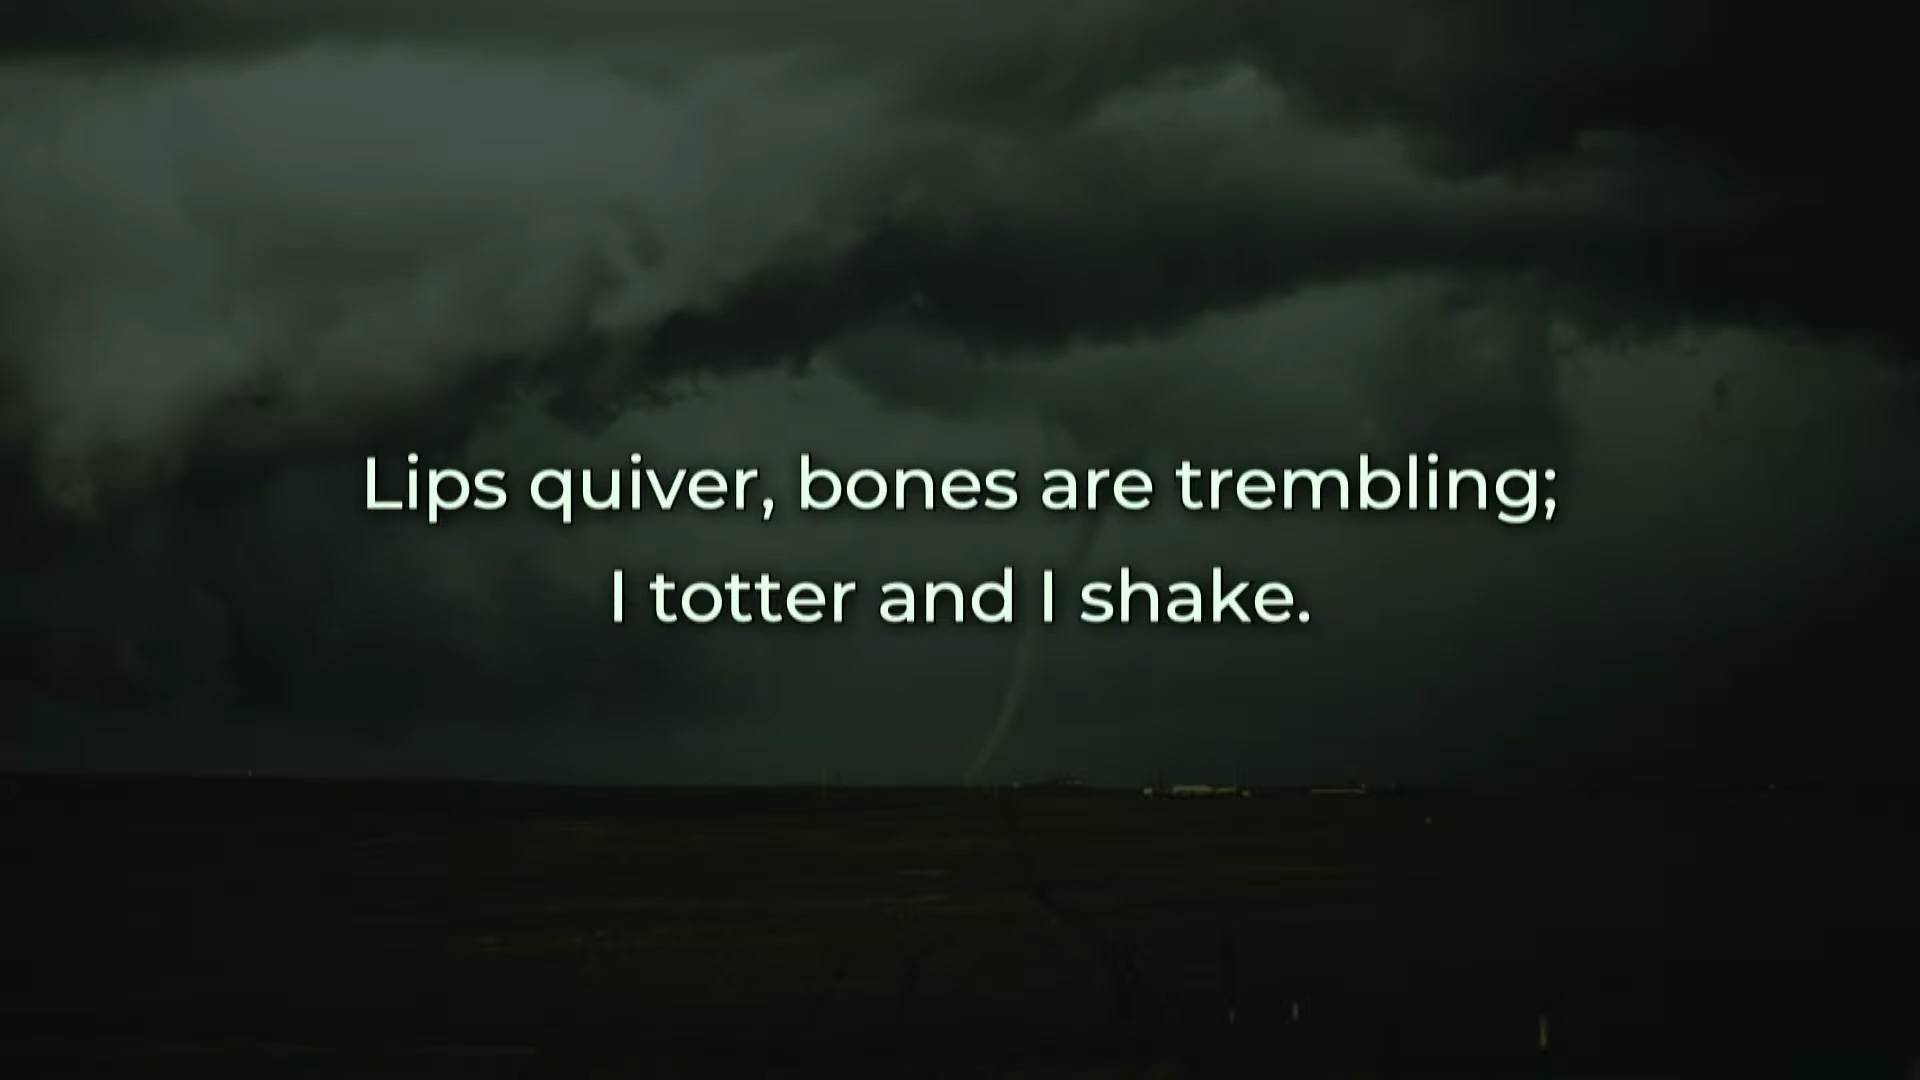 Lips quiver, bones are trembling;
I totter and I shake.